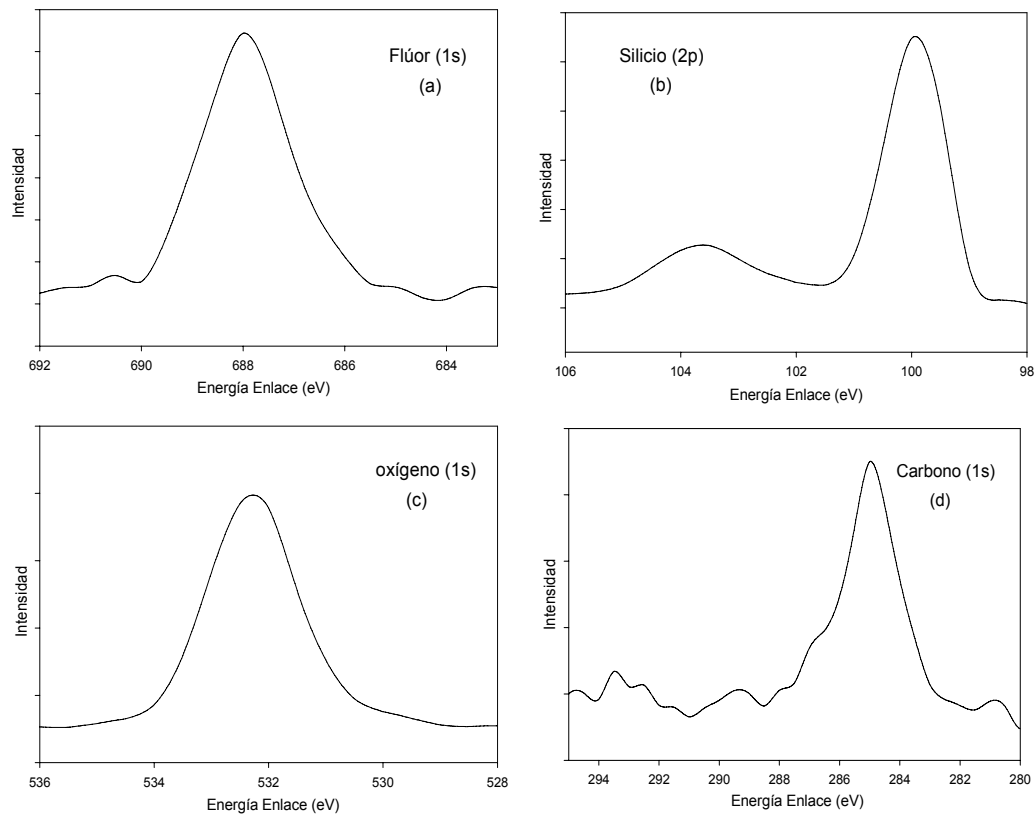 Flúor (1s)
(a)
Intensidad
692 690 688 686 684
Energía Enlace (eV)
Silicio (2p)
(b)
Intensidad
106 104 102 100 98
Energía Enlace (eV)
oxígeno (1s)
(c)
Intensidad
536 534 532 530 528
Energía Enlace (eV)
Carbono (1s)
(d)
Intensidad
294 292 290 288 286 284 282 280
Energía Enlace (eV)